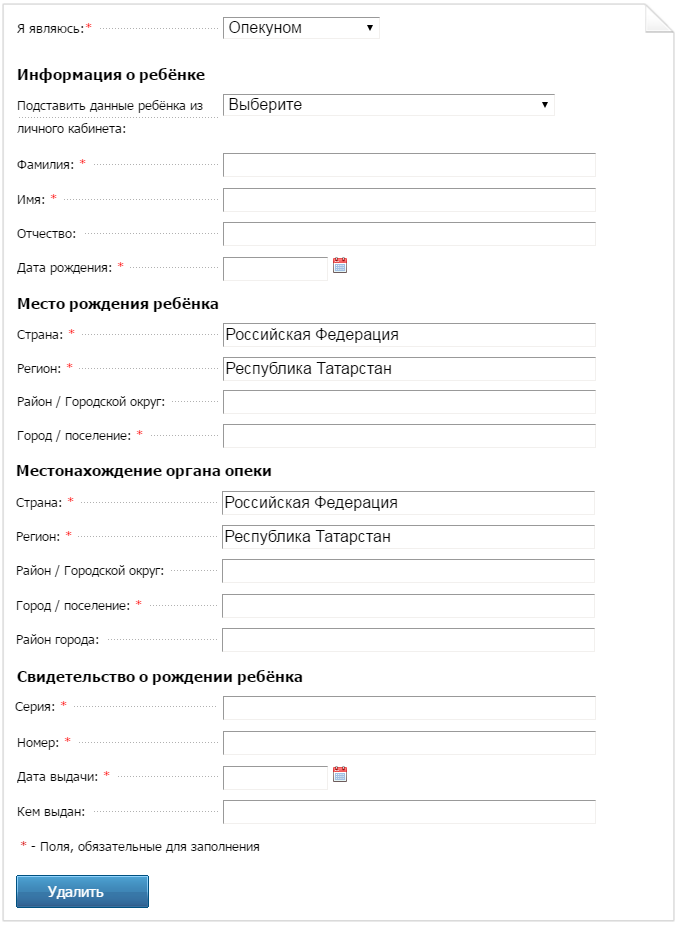 Я являюсь:* Опекуном
Информация о ребёнке
Подставить данные ребёнка из Выберите
личного кабинета:
Фамилия: *
Имя: *
Отчество:
Дата рождения: *
Место рождения ребёнка
Страна: * Российская Федерация
Регион: * Республика Татарстан
Район / Городской округ:
Город / поселение: *
Местонахождение органа опеки
Страна: * Российская Федерация
Регион: * Республика Татарстан
Район / Городской округ:
Город / поселение: *
Район города:
Свидетельство о рождении ребёнка
Серия: *
Номер: *
Дата выдачи: *
Кем выдан:
* - Поля, обязательные для заполнения
Удалить